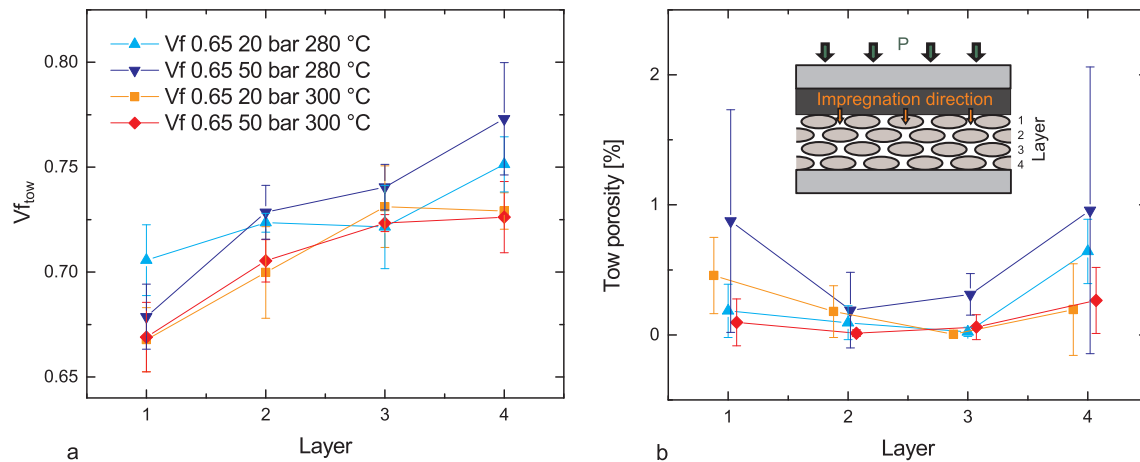 Vf 0.65 20 bar 280 °C
Vf 0.65 50 bar 280 °C
Vf 0.65 20 bar 300 °C
Vf 0.65 50 bar 300 °C
0.80
0.75
0.70
0.65
Vftow
1 2 3 4
Layer
a
P
Impregnation direction
1
2
3
4
Layer
2
1
0
Tow porosity [%]
1 2 3 4
Layer
b